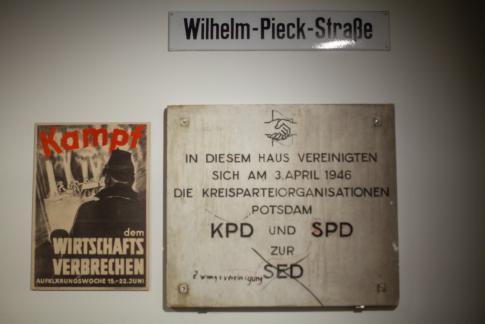 Wilhelm-Pieck-Straße
Kampf
dem
WIRTSCHAFTS
VERBRECHEN
AUFKLÄRUNGSWOCHE 15.-22. JUNI
IN DIESEM HAUS VEREINIGTEN
SICH AM 3. APRIL 1946
DIE KREISPARTEIORGANISATIONEN
POTSDAM
KPD UND SPD
ZUR
Zwangsvereinigung SED